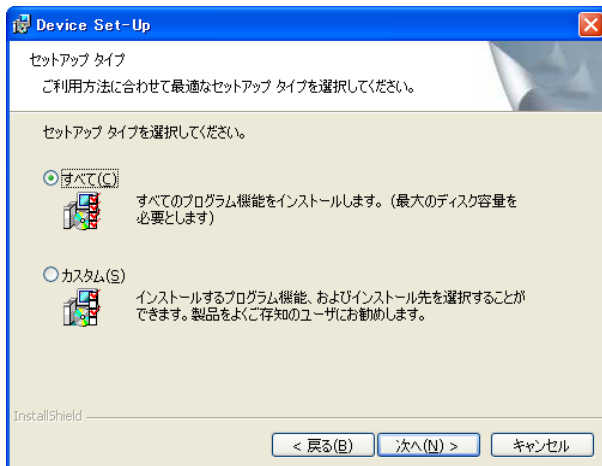 Device Set-Up
セットアップ タイプ
ご利用方法に合わせて最適なセットアップ タイプを選択してください。
セットアップ タイプを選択してください。
すべて(C)
すべてのプログラム機能をインストールします。(最大のディスク容量を
必要とします)
カスタム(S)
インストールするプログラム機能、およびインストール先を選択することが
できます。製品をよくご存知のユーザにお勧めします。
InstallShield
< 戻る(B) 次へ(N) > キャンセル